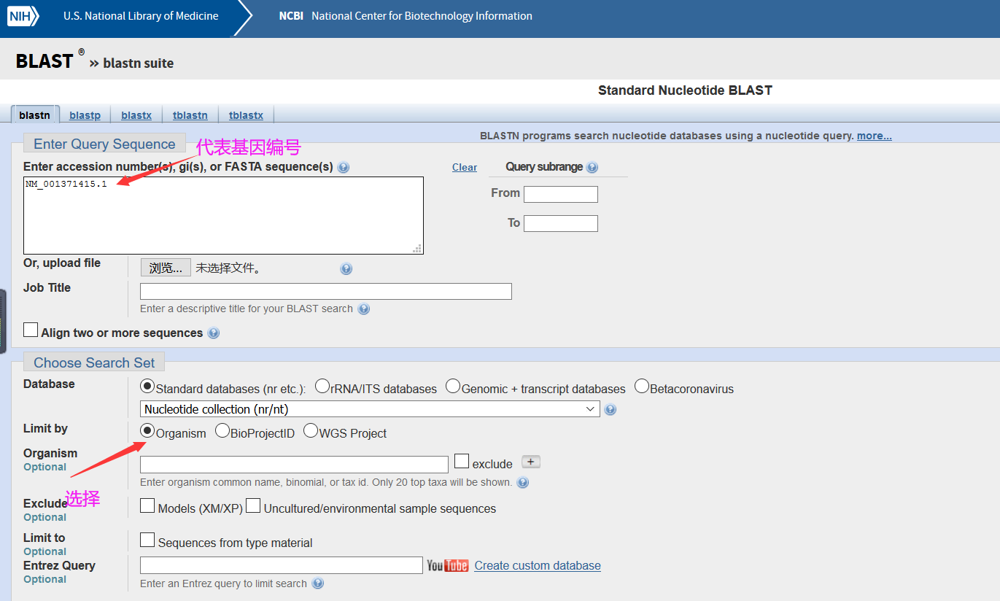 NIH U.S. National Library of Medicine NCBI National Center for Biotechnology Information
BLAST ® » blastn suite
Standard Nucleotide BLAST
blastn blastp blastx tblastn tblastx
BLASTN programs search nucleotide databases using a nucleotide query. more...
Enter Query Sequence
代表基因编号
Enter accession number(s), gi(s), or FASTA sequence(s)
Clear
Query subrange
NM_001371415.1
From
To
Or, upload file
浏览... 未选择文件。
Job Title
Enter a descriptive title for your BLAST search
Align two or more sequences
Choose Search Set
Database
Standard databases (nr etc.): rRNA/ITS databases Genomic + transcript databases Betacoronavirus
Nucleotide collection (nr/nt)
Limit by
Organism BioProjectID WGS Project
Organism
Optional
exclude +
Enter organism common name, binomial, or tax id. Only 20 top taxa will be shown.
选择
Exclude
Optional
Models (XM/XP) Uncultured/environmental sample sequences
Limit to
Optional
Sequences from type material
Entrez Query
Optional
YouTube Create custom database
Enter an Entrez query to limit search